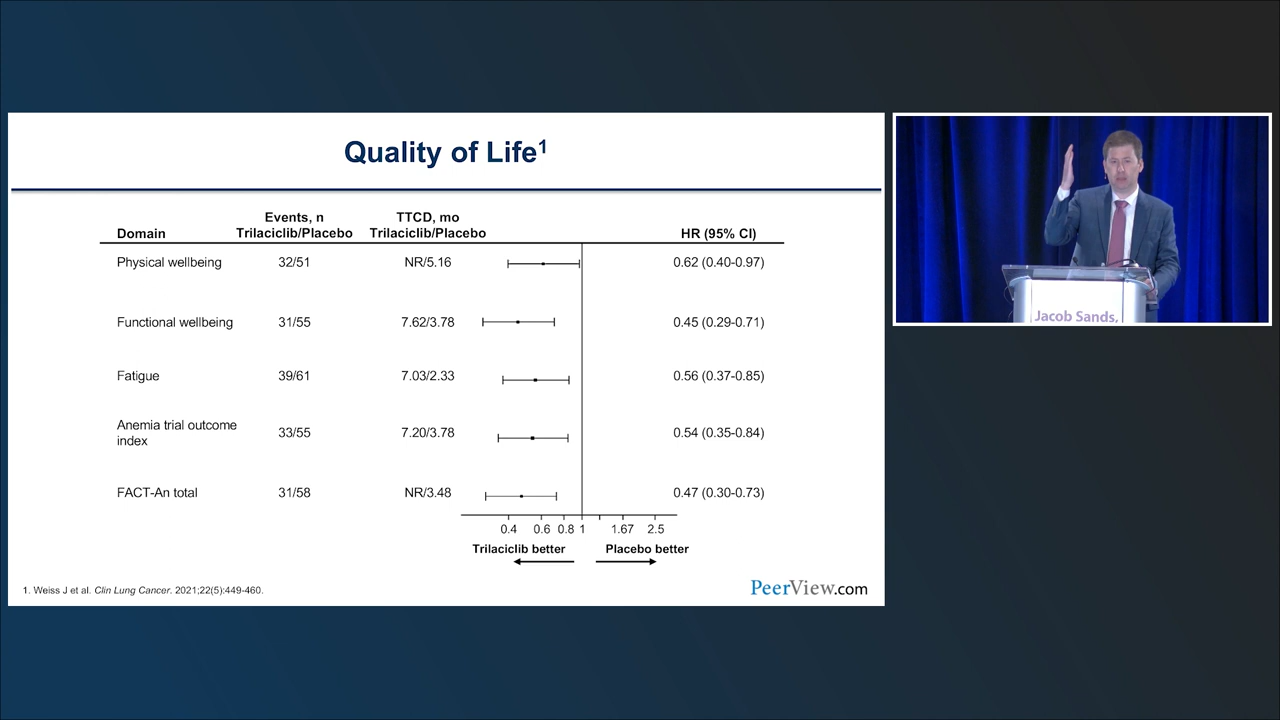 Quality of Life1
Events, n
TTCD, mo
Domain Trilaciclib/Placebo Trilaciclib/Placebo HR (95% CI)
Physical wellbeing 32/51 NR/5.16 0.62 (0.40-0.97)
Functional wellbeing 31/55 7.62/3.78 0.45 (0.29-0.71)
Fatigue 39/61 7.03/2.33 0.56 (0.37-0.85)
Anemia trial outcome
index 33/55 7.20/3.78 0.54 (0.35-0.84)
FACT-An total 31/58 NR/3.48 0.47 (0.30-0.73)
0.4 0.6 0.8 1 1.67 2.5
Trilaciclib better Placebo better
1. Weiss J et al. Clin Lung Cancer. 2021;22(5):449-460.
PeerView.com
Jacob Sands,